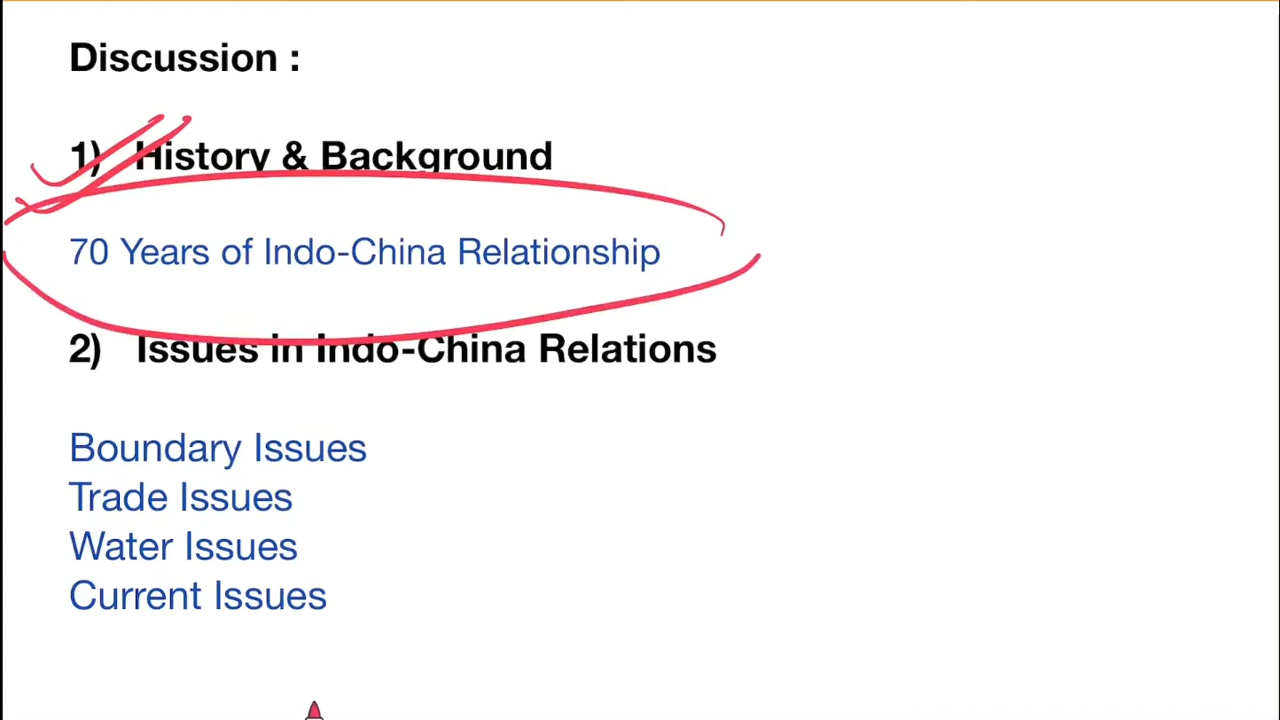 Discussion :
1) History & Background
70 Years of Indo-China Relationship
2) Issues in Indo-China Relations
Boundary Issues
Trade Issues
Water Issues
Current Issues